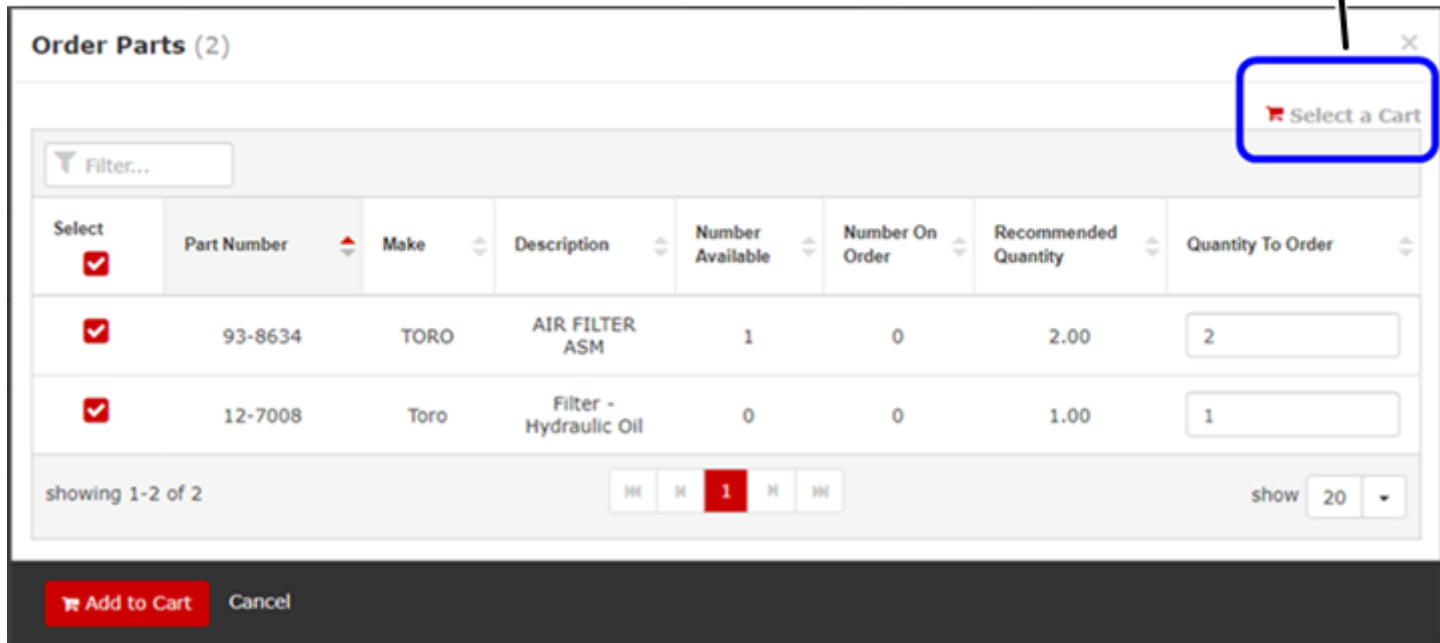 Order Parts (2)
Select a Cart
Filter...
Select Part Number Make Description Number Available Number On Order Recommended Quantity Quantity To Order
93-8634 TORO AIR FILTER ASM 1 0 2.00 2
12-7008 Toro Filter - Hydraulic Oil 0 0 1.00 1
showing 1-2 of 2 1 show 20
Add to Cart Cancel